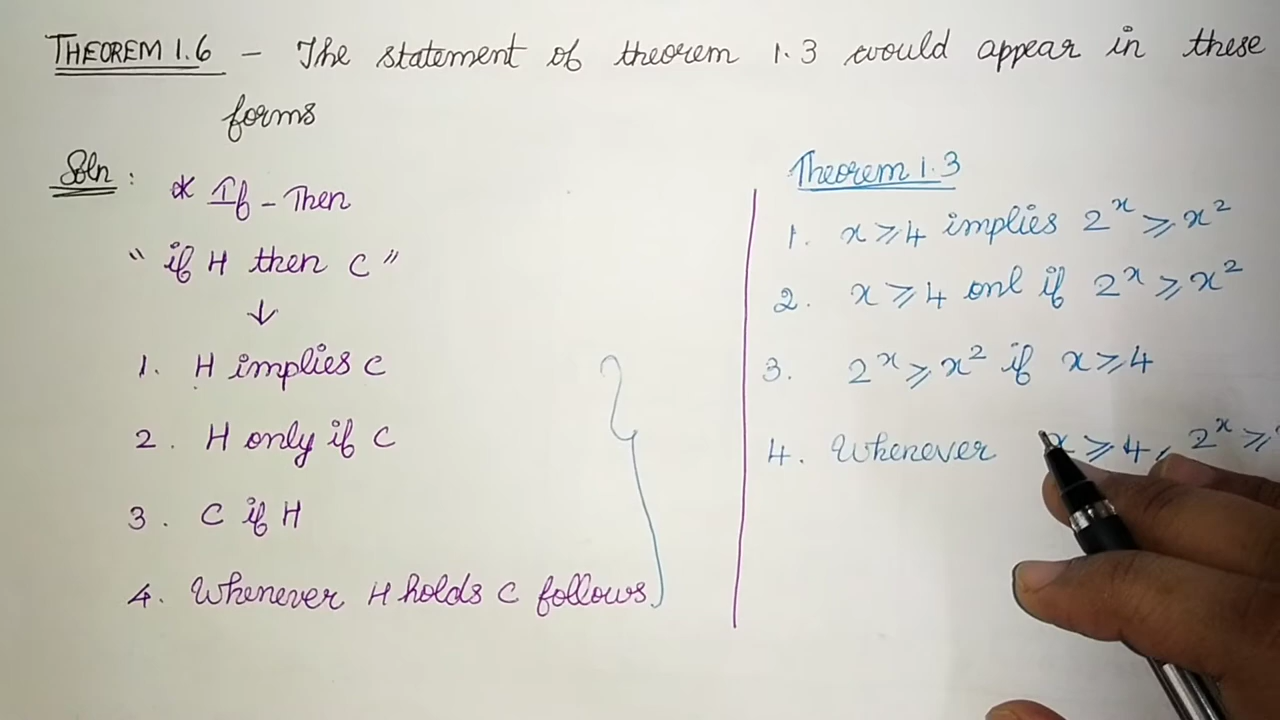 THEOREM 1.6 - The statement of theorem 1.3 would appear in these
forms
Soln :
* If - Then
" if H then C "
↓
1. H implies C
2. H only if C
3. C if H
4. Whenever H holds C follows.
Theorem 1.3
1. x ⩾ 4 implies 2^x ⩾ x^2
2. x ⩾ 4 onl if 2^x ⩾ x^2
3. 2^x ⩾ x^2 if x ⩾ 4
4. Whenever x ⩾ 4, 2^x ⩾